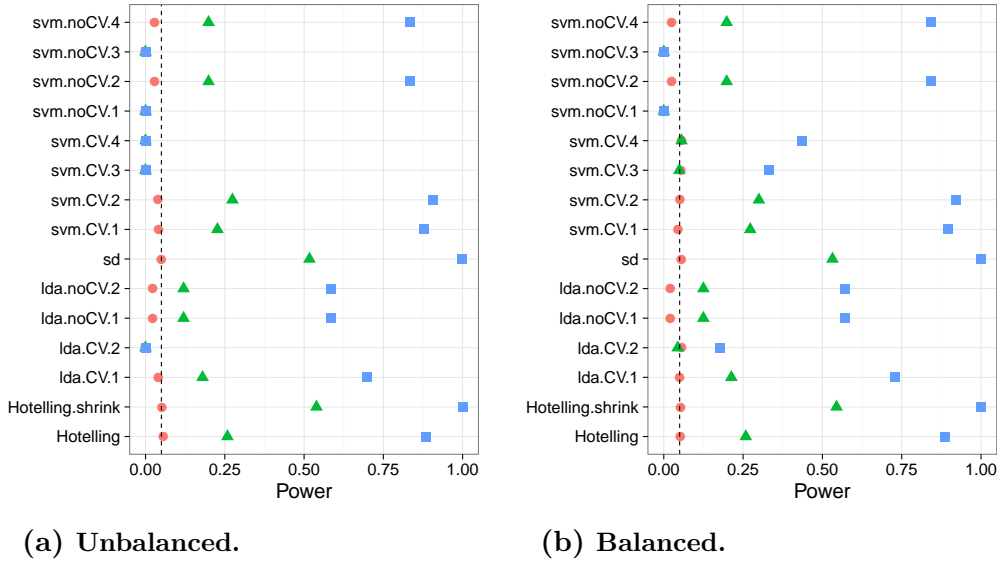 svm.noCV.4
svm.noCV.3
svm.noCV.2
svm.noCV.1
svm.CV.4
svm.CV.3
svm.CV.2
svm.CV.1
sd
lda.noCV.2
lda.noCV.1
lda.CV.2
lda.CV.1
Hotelling.shrink
Hotelling
0.00 0.25 0.50 0.75 1.00
Power
(a) Unbalanced.
svm.noCV.4
svm.noCV.3
svm.noCV.2
svm.noCV.1
svm.CV.4
svm.CV.3
svm.CV.2
svm.CV.1
sd
lda.noCV.2
lda.noCV.1
lda.CV.2
lda.CV.1
Hotelling.shrink
Hotelling
0.00 0.25 0.50 0.75 1.00
Power
(b) Balanced.